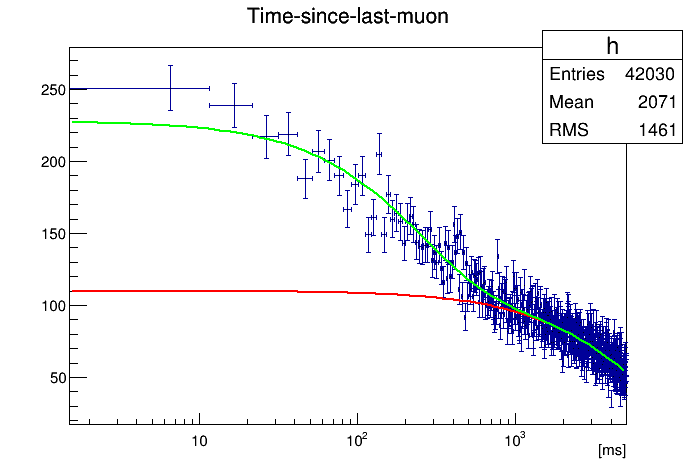 Time-since-last-muon
h
Entries 42030
Mean 2071
RMS 1461
250
200
150
100
50
10
10²
10³
[ms]